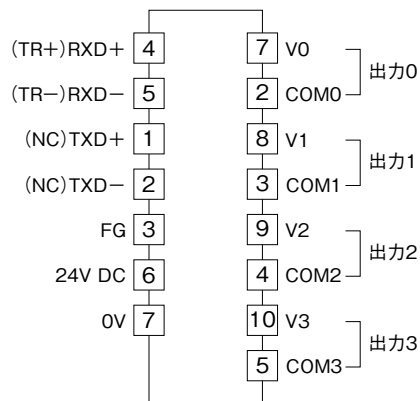 (TR+)RXD+ 4
(TR−)RXD− 5
(NC)TXD+ 1
(NC)TXD− 2
FG 3
24V DC 6
0V 7
7 V0
2 COM0
出力0
8 V1
3 COM1
出力1
9 V2
4 COM2
出力2
10 V3
5 COM3
出力3